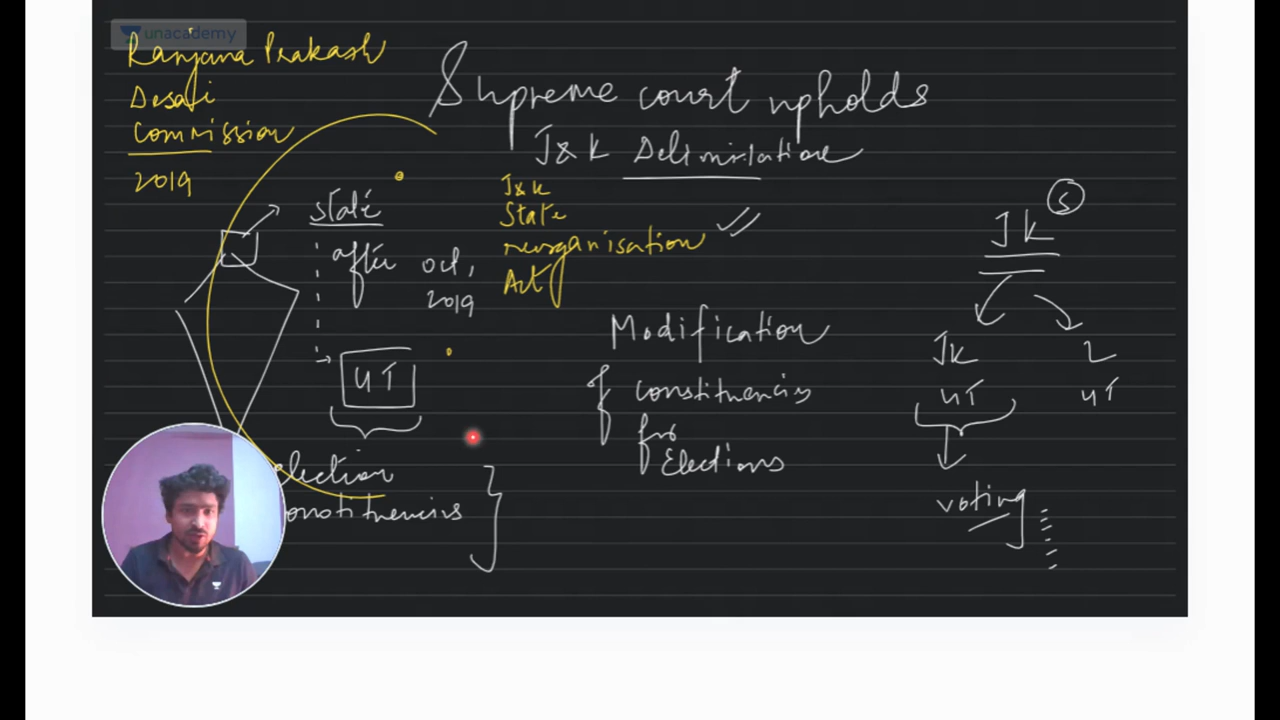 unacademy
Ranjana Prakash
Desai
Commission
2019
Supreme court upholds
J&K Delimitation
state
after oct,
2019
UT
election
constituencies
J&K
State
reorganisation
Act
Modification
of constituencies
for
Elections
JK S
JK L
UT UT
voting